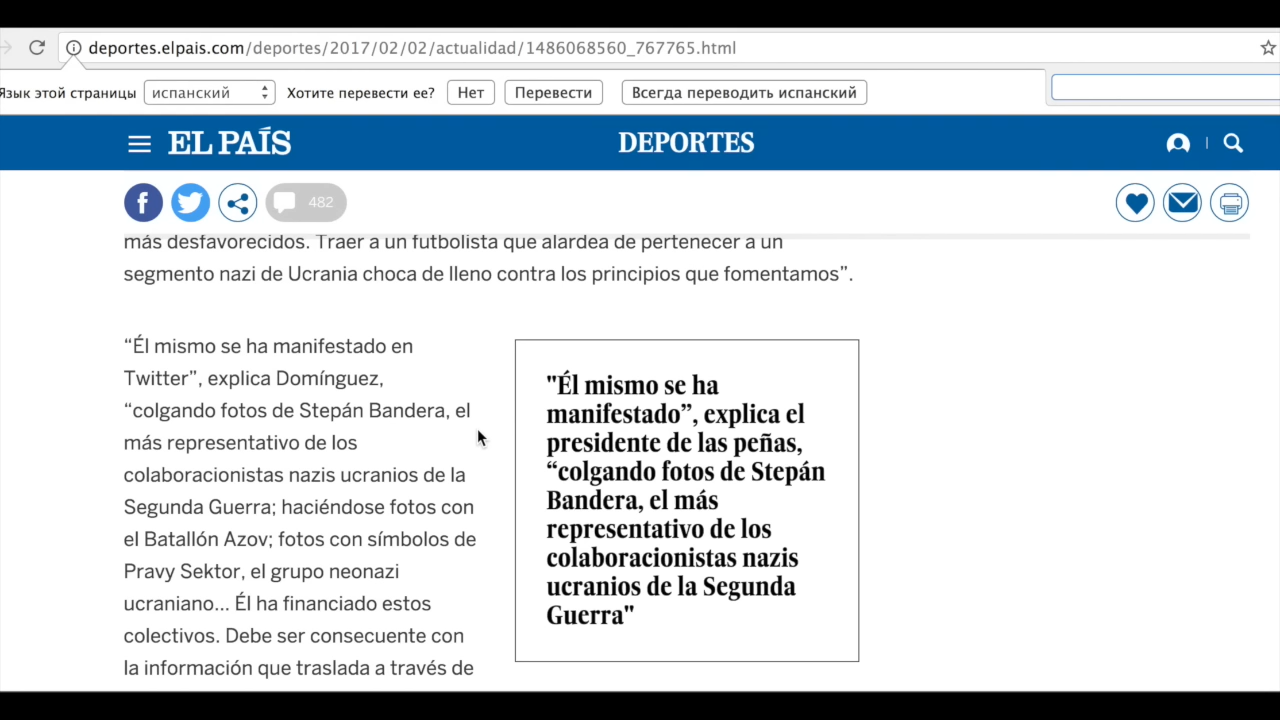 deportes.elpais.com/deportes/2017/02/02/actualidad/1486068560_767765.html
Язык этой страницы испанский Хотите перевести ее? Нет Перевести Всегда переводить испанский
EL PAÍS DEPORTES
482
más desfavorecidos. Traer a un futbolista que alardea de pertenecer a un
segmento nazi de Ucrania choca de lleno contra los principios que fomentamos”.
“Él mismo se ha manifestado en
Twitter”, explica Domínguez,
“colgando fotos de Stepán Bandera, el
más representativo de los
colaboracionistas nazis ucranios de la
Segunda Guerra; haciéndose fotos con
el Batallón Azov; fotos con símbolos de
Pravy Sektor, el grupo neonazi
ucraniano... Él ha financiado estos
colectivos. Debe ser consecuente con
la información que traslada a través de
"Él mismo se ha
manifestado”, explica el
presidente de las peñas,
“colgando fotos de Stepán
Bandera, el más
representativo de los
colaboracionistas nazis
ucranios de la Segunda
Guerra"